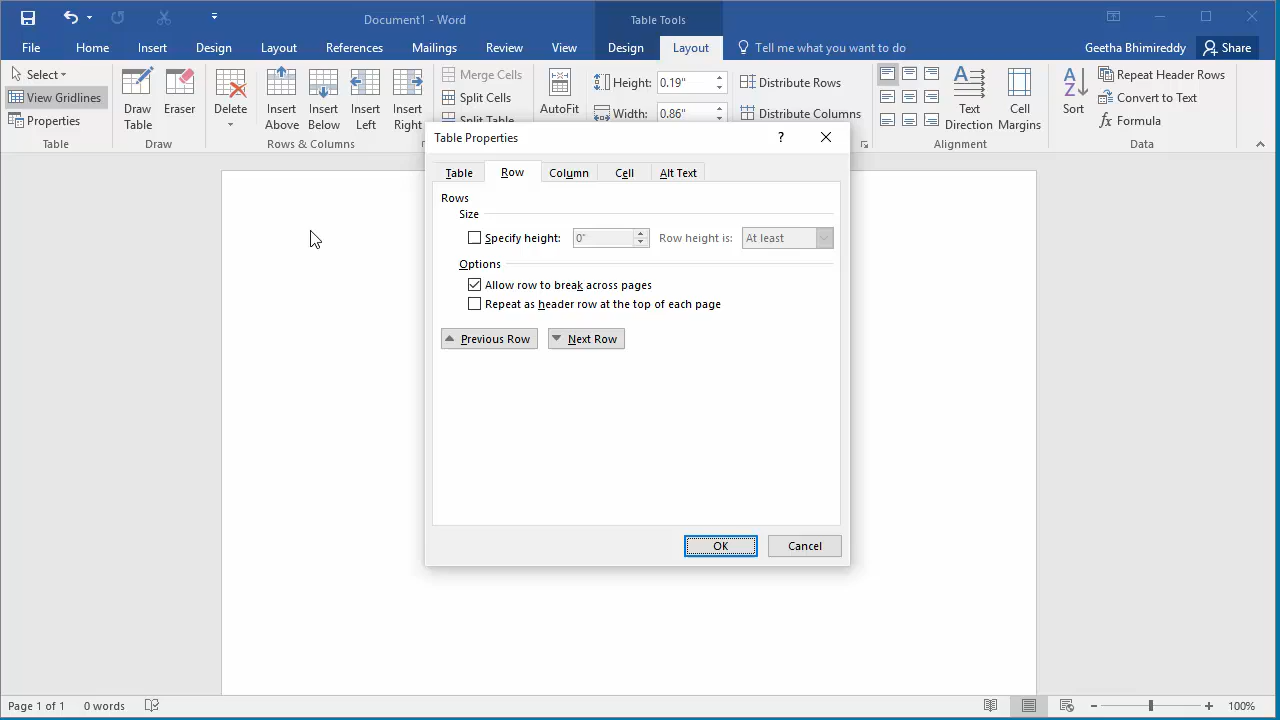 Document1 - Word
Table Tools
File Home Insert Design Layout References Mailings Review View Design Layout Tell me what you want to do Geetha Bhimireddy Share
Select
View Gridlines
Properties
Table
Draw Table
Eraser
Draw
Delete
Insert Above
Insert Below
Insert Left
Insert Right
Rows & Columns
Merge Cells
Split Cells
Split Table
AutoFit
Height: 0.19"
Width: 0.86"
Distribute Rows
Distribute Columns
Text Direction
Cell Margins
Alignment
Sort
Repeat Header Rows
Convert to Text
Formula
Data
Table Properties
Table Row Column Cell Alt Text
Rows
Size
Specify height: 0" Row height is: At least
Options
Allow row to break across pages
Repeat as header row at the top of each page
Previous Row Next Row
OK Cancel
Page 1 of 1 0 words 100%